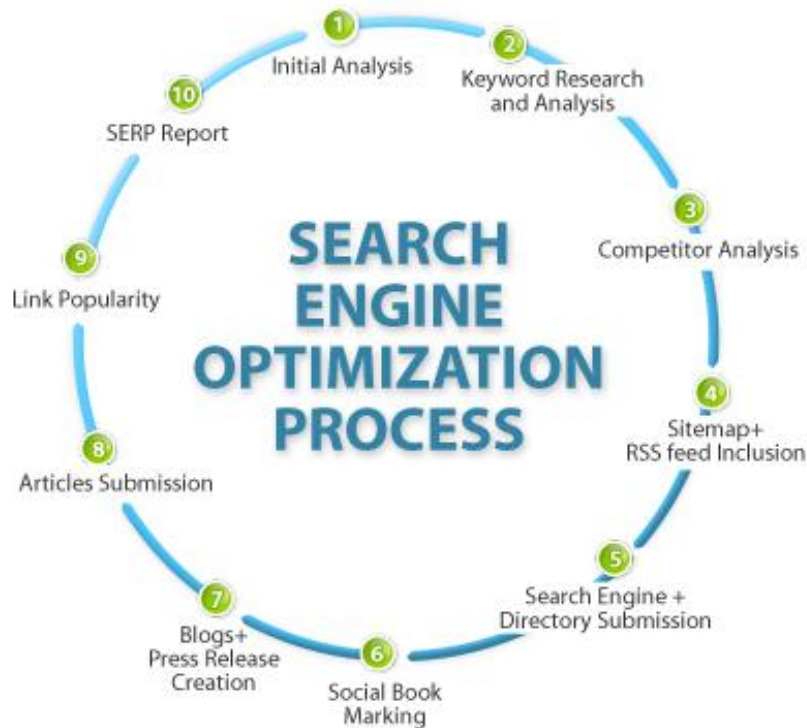 1
Initial Analysis
2
Keyword Research
and Analysis
3
Competitor Analysis
4
Sitemap+
RSS feed Inclusion
5
Search Engine +
Directory Submission
6
Social Book
Marking
7
Blogs+
Press Release
Creation
8
Articles Submission
9
Link Popularity
10
SERP Report
SEARCH
ENGINE
OPTIMIZATION
PROCESS